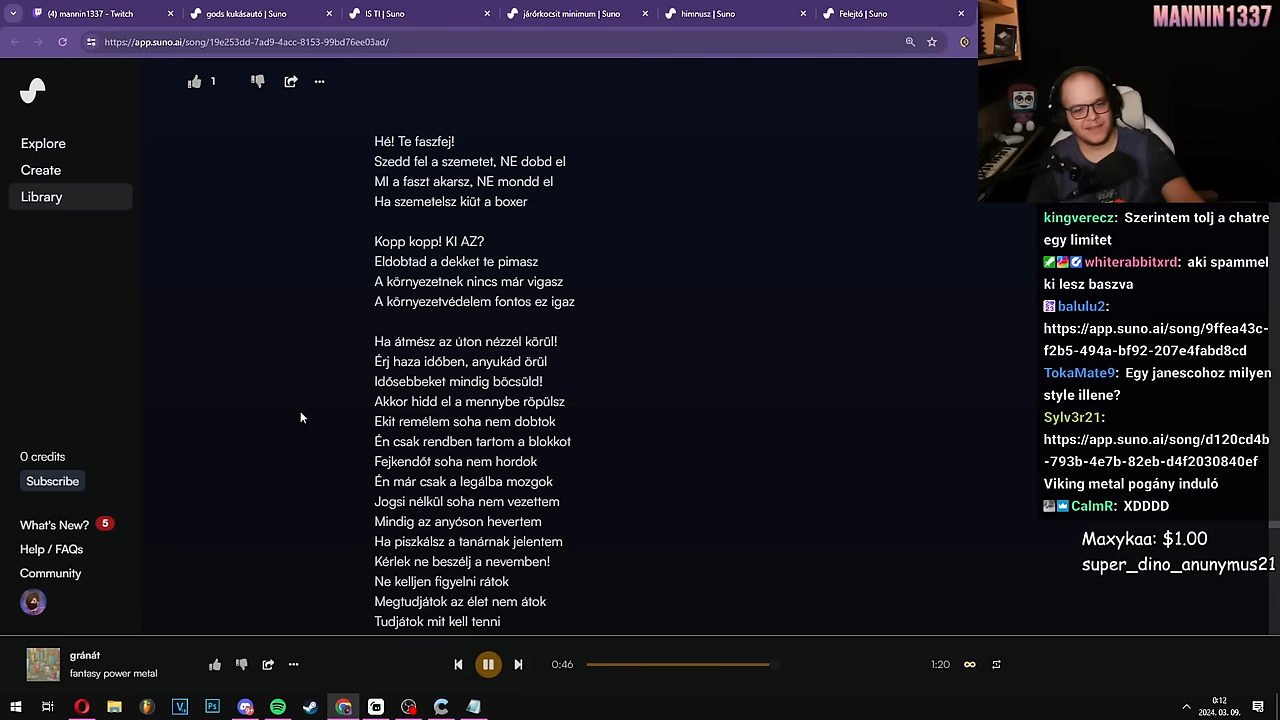 (4) mannin1337 - Twitch
gods kukásautó | Suno
IS TI | Suno
járőrkocsit minimum | Suno
himnusz | Suno
Felejtő | Suno
MANNIN1337
https://app.suno.ai/song/19e253dd-7ad9-4acc-8153-99bd76ee03ad/
1
Explore
Create
Library
0 credits
Subscribe
What's New? 5
Help / FAQs
Community
Hé! Te faszfej!
Szedd fel a szemetet, NE dobd el
MI a faszt akarsz, NE mondd el
Ha szemetelsz kiüt a boxer
Kopp kopp! KI AZ?
Eldobtad a dekket te pimasz
A környezetnek nincs már vigasz
A környezetvédelem fontos ez igaz
Ha átmész az úton nézzél körül!
Érj haza időben, anyukád örül
Idősebbeket mindig böcsüld!
Akkor hidd el a mennybe röpülsz
Ekit remélem soha nem dobtok
Én csak rendben tartom a blokkot
Fejkendőt soha nem hordok
Én már csak a legálba mozgok
Jogsi nélkül soha nem vezettem
Mindig az anyóson hevertem
Ha piszkálsz a tanárnak jelentem
Kérlek ne beszélj a nevemben!
Ne kelljen figyelni rátok
Megtudjátok az élet nem átok
Tudjátok mit kell tenni
kingverecz: Szerintem tolj a chatre
egy limitet
whiterabbitxrd: aki spammel
ki lesz baszva
balulu2:
https://app.suno.ai/song/9ffea43c-
f2b5-494a-bf92-207e4fabd8cd
TokaMate9: Egy janescohoz milyen
style illene?
Sylv3r21:
https://app.suno.ai/song/d120cd4b
-793b-4e7b-82eb-d4f2030840ef
Viking metal pogány induló
CalmR: XDDDD
Maxykaa: $1.00
super_dino_anunymus21
gránát
fantasy power metal
0:46
1:20
0:12
2024. 03. 09.